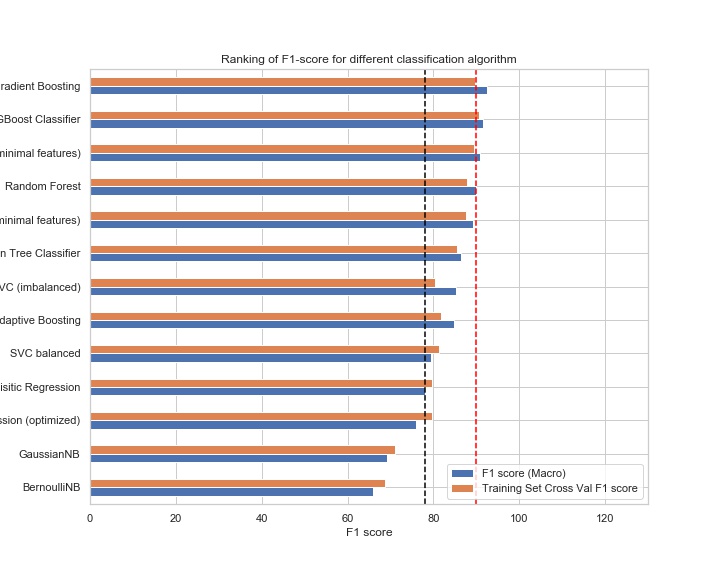 Ranking of F1-score for different classification algorithm
radient Boosting
GBoost Classifier
minimal features)
Random Forest
minimal features)
n Tree Classifier
VC (imbalanced)
daptive Boosting
SVC balanced
isitic Regression
ssion (optimized)
GaussianNB
BernoulliNB
F1 score (Macro)
Training Set Cross Val F1 score
0 20 40 60 80 100 120
F1 score